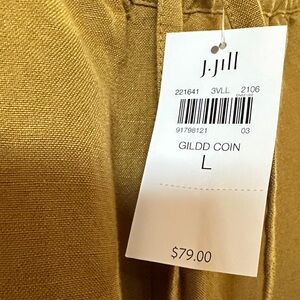 J.Jill
221641 3VLL 2106
91798121 03
GILDD COIN
L
$79.00